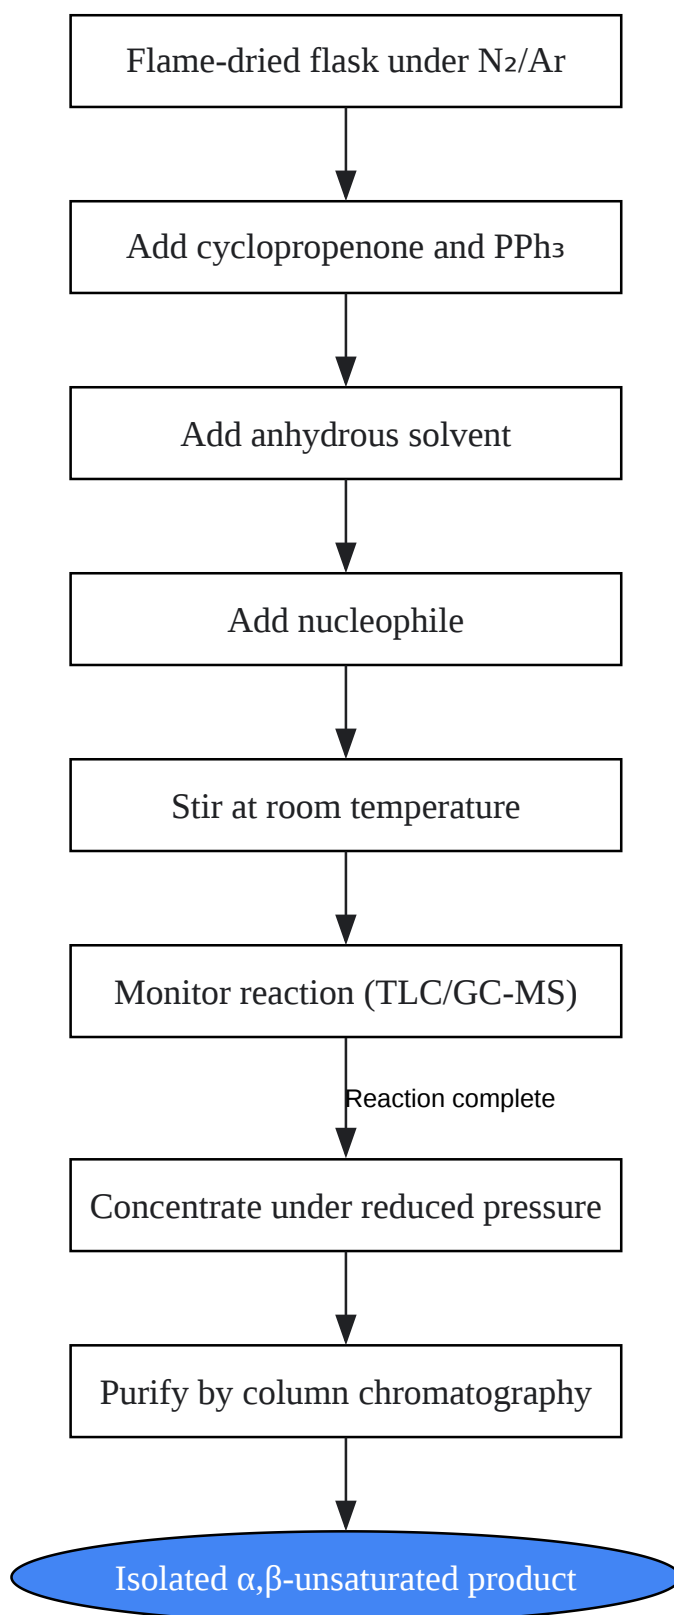 Flame-dried flask under N₂/Ar
Add cyclopropenone and PPh₃
Add anhydrous solvent
Add nucleophile
Stir at room temperature
Monitor reaction (TLC/GC-MS)
Reaction complete
Concentrate under reduced pressure
Purify by column chromatography
Isolated α,β-unsaturated product